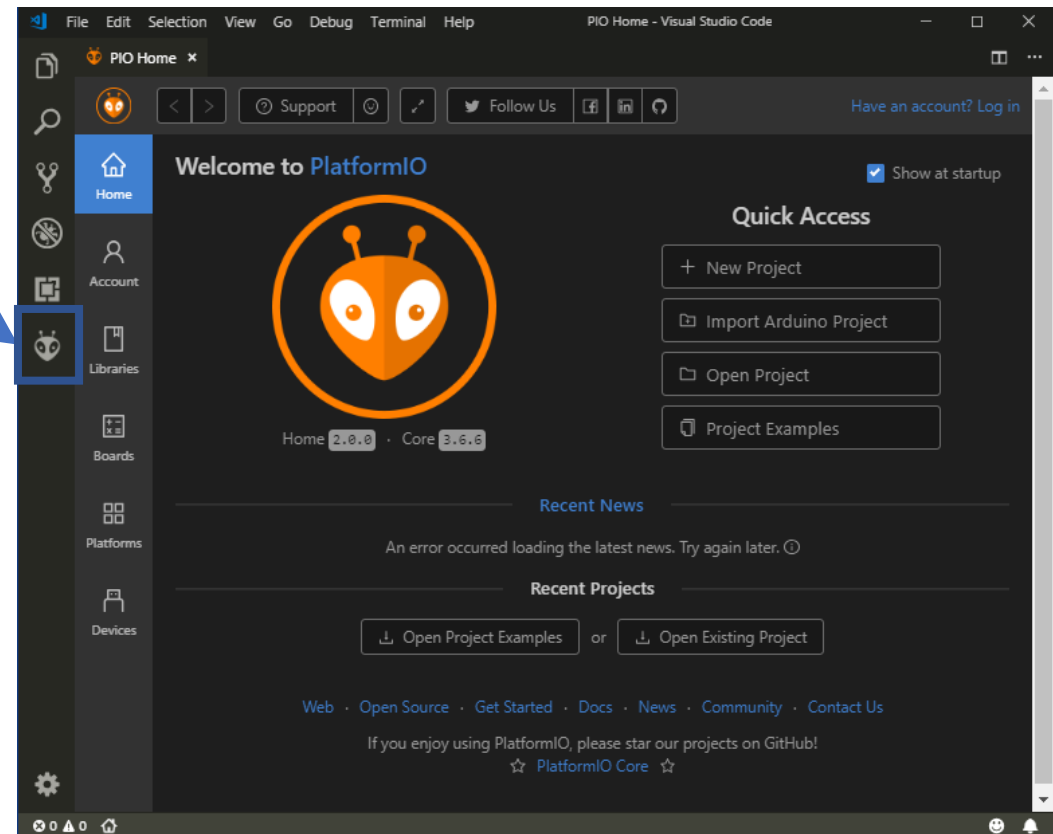 File Edit Selection View Go Debug Terminal Help PIO Home - Visual Studio Code
PIO Home
Support Follow Us Have an account? Log in
Home
Account
Libraries
Boards
Platforms
Devices
Welcome to PlatformIO
Show at startup
Quick Access
New Project
Import Arduino Project
Open Project
Project Examples
Home 2.0.0 · Core 3.6.6
Recent News
An error occurred loading the latest news. Try again later.
Recent Projects
Open Project Examples or Open Existing Project
Web · Open Source · Get Started · Docs · News · Community · Contact Us
If you enjoy using PlatformIO, please star our projects on GitHub!
PlatformIO Core
0 0